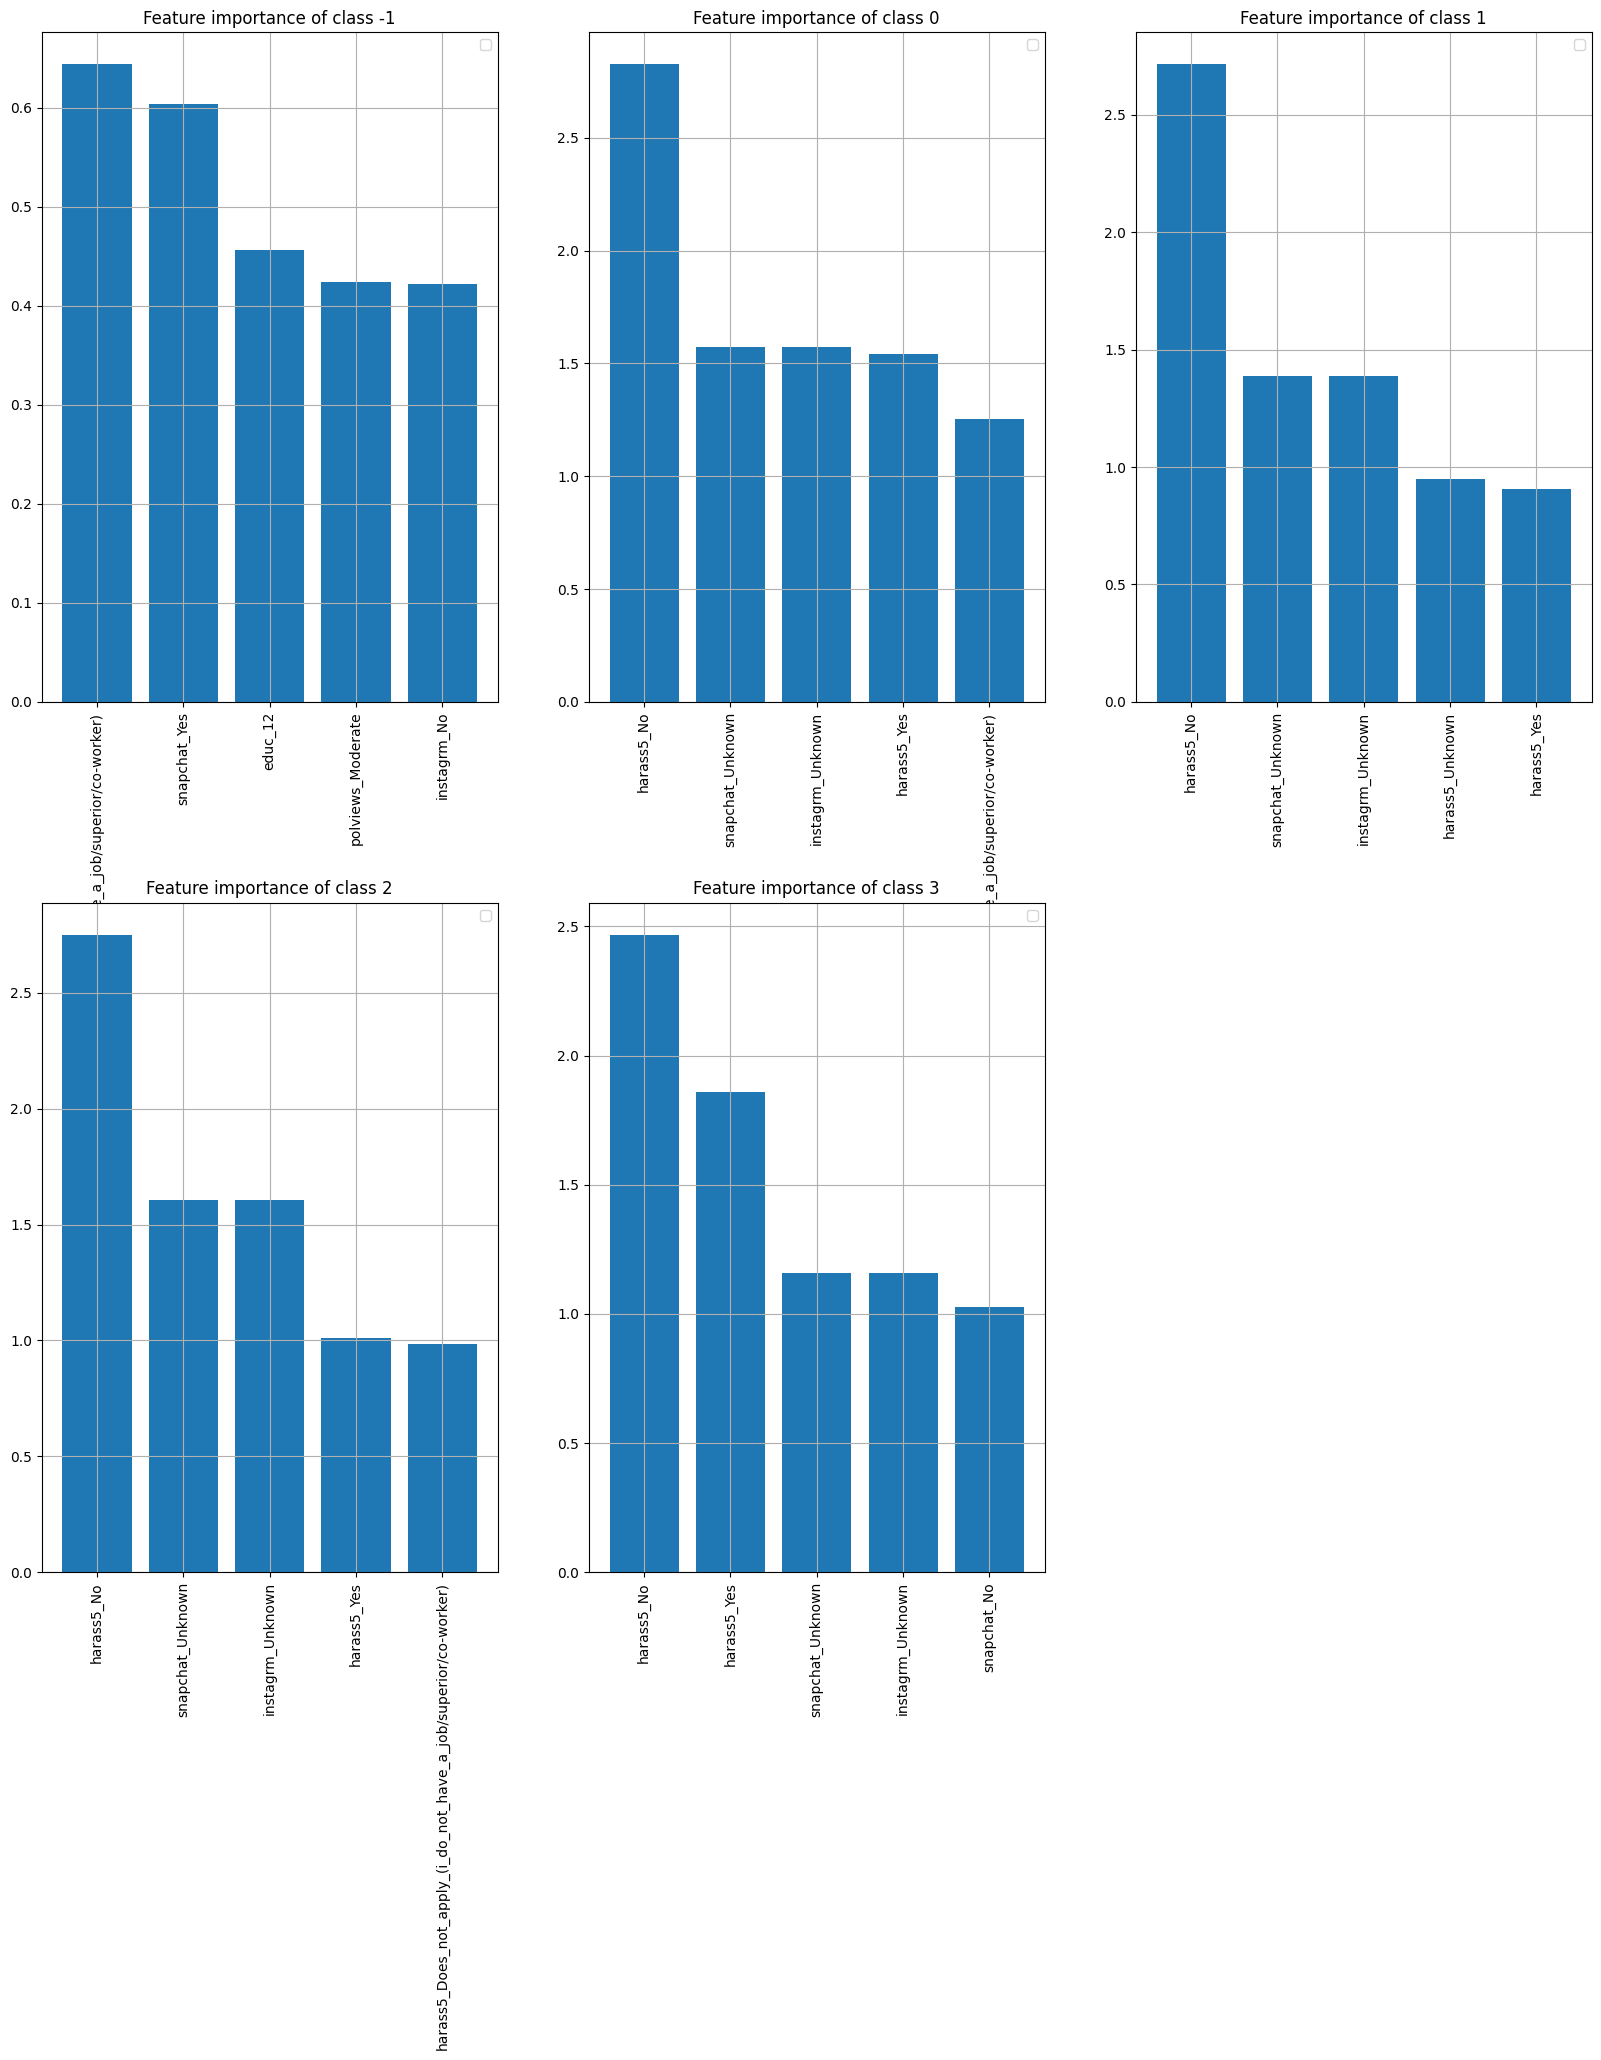 Feature importance of class -1
0.6
0.5
0.4
0.3
0.2
0.1
0.0
e_a_job/superior/co-worker)
snapchat_Yes
educ_12
polviews_Moderate
instagrm_No
Feature importance of class 0
2.5
2.0
1.5
1.0
0.5
0.0
harass5_No
snapchat_Unknown
instagrm_Unknown
harass5_Yes
e_a_job/superior/co-worker)
Feature importance of class 1
2.5
2.0
1.5
1.0
0.5
0.0
harass5_No
snapchat_Unknown
instagrm_Unknown
harass5_Unknown
harass5_Yes
Feature importance of class 2
2.5
2.0
1.5
1.0
0.5
0.0
harass5_No
snapchat_Unknown
instagrm_Unknown
harass5_Yes
harass5_Does_not_apply_(i_do_not_have_a_job/superior/co-worker)
Feature importance of class 3
2.5
2.0
1.5
1.0
0.5
0.0
harass5_No
harass5_Yes
snapchat_Unknown
instagrm_Unknown
snapchat_No